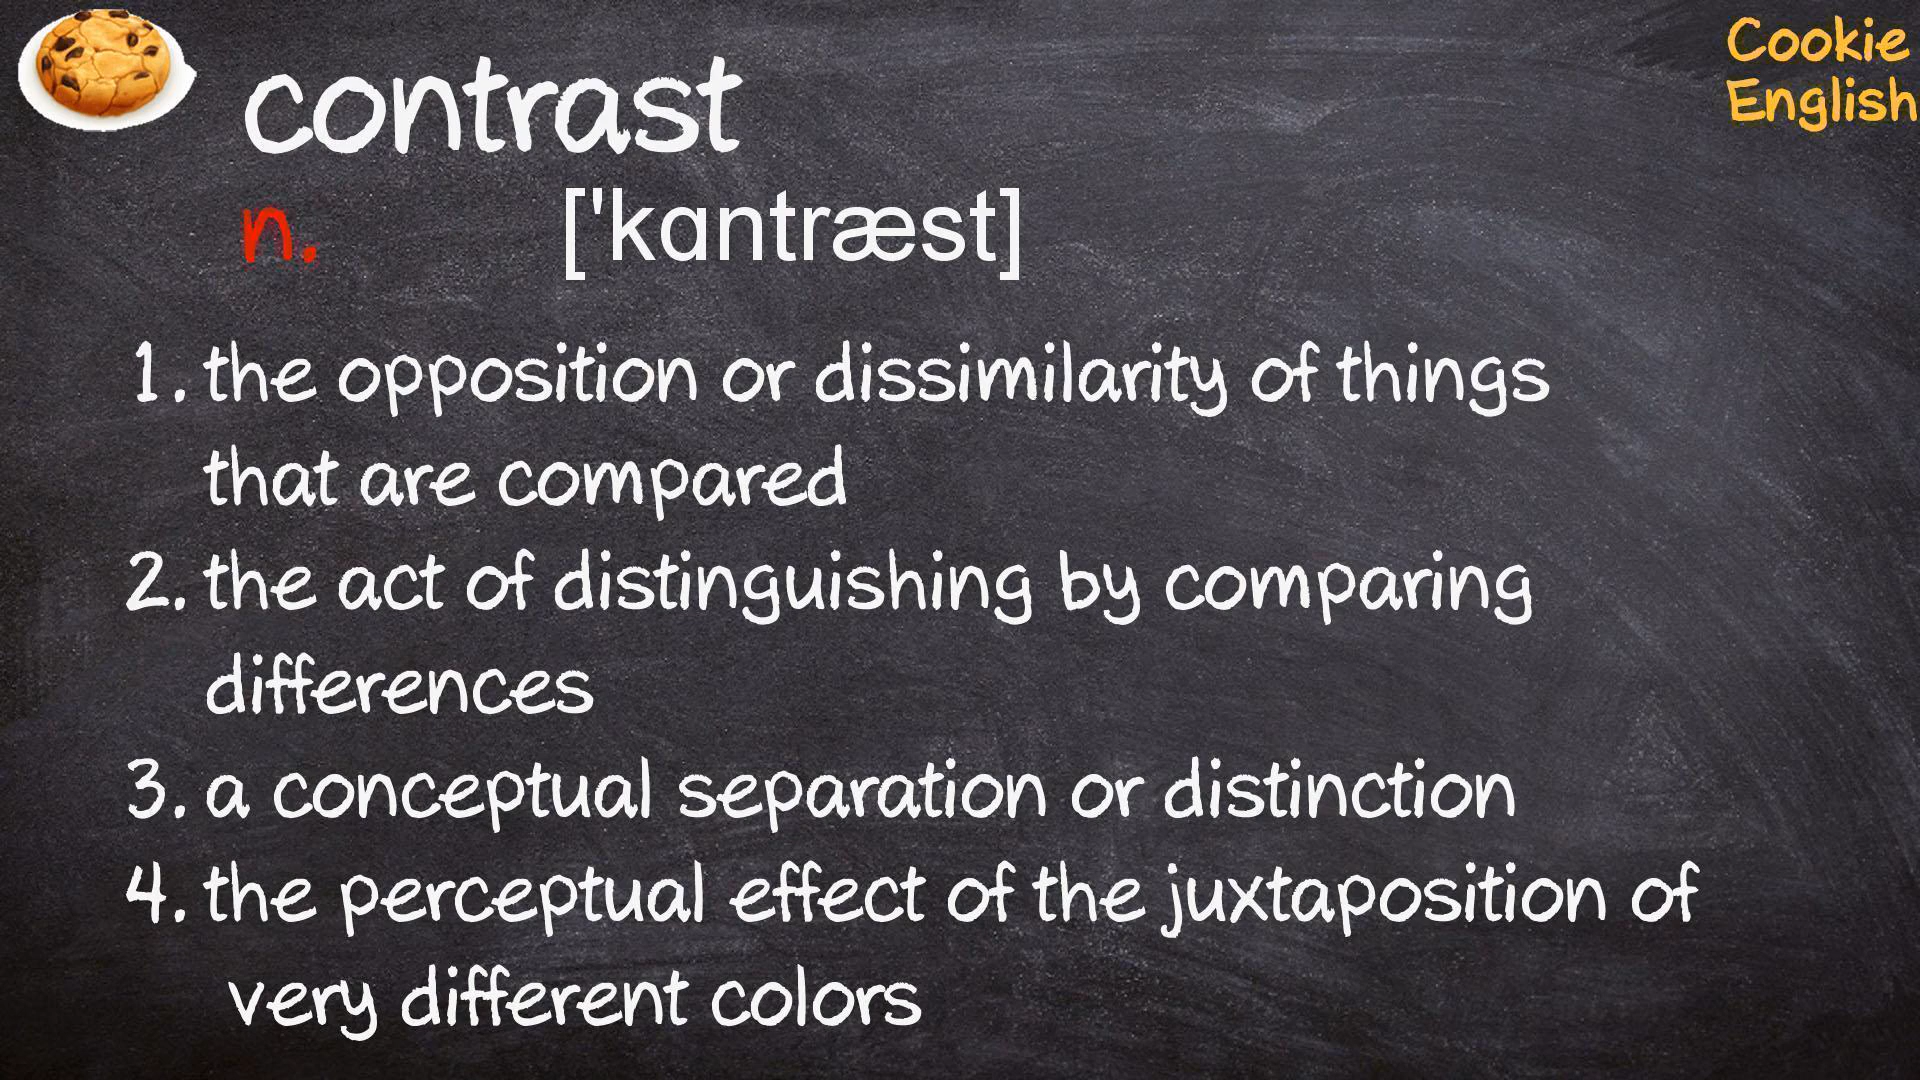 contrast
Cookie
English
n. ['kɑntræst]
1. the opposition or dissimilarity of things
that are compared
2. the act of distinguishing by comparing
differences
3. a conceptual separation or distinction
4. the perceptual effect of the juxtaposition of
very different colors